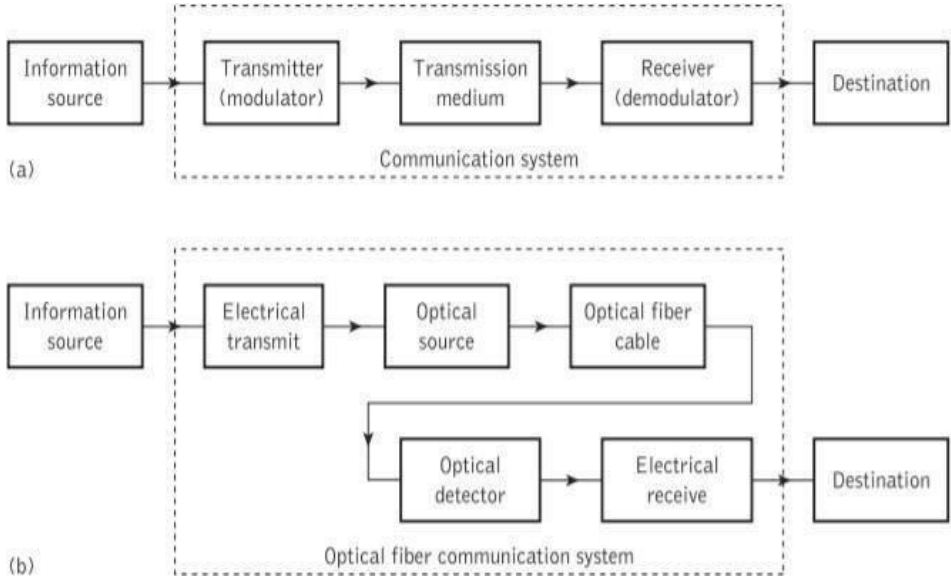 Information
source
Transmitter
(modulator)
Transmission
medium
Receiver
(demodulator)
Destination
Communication system
(a)
Information
source
Electrical
transmit
Optical
source
Optical fiber
cable
Optical
detector
Electrical
receive
Destination
Optical fiber communication system
(b)